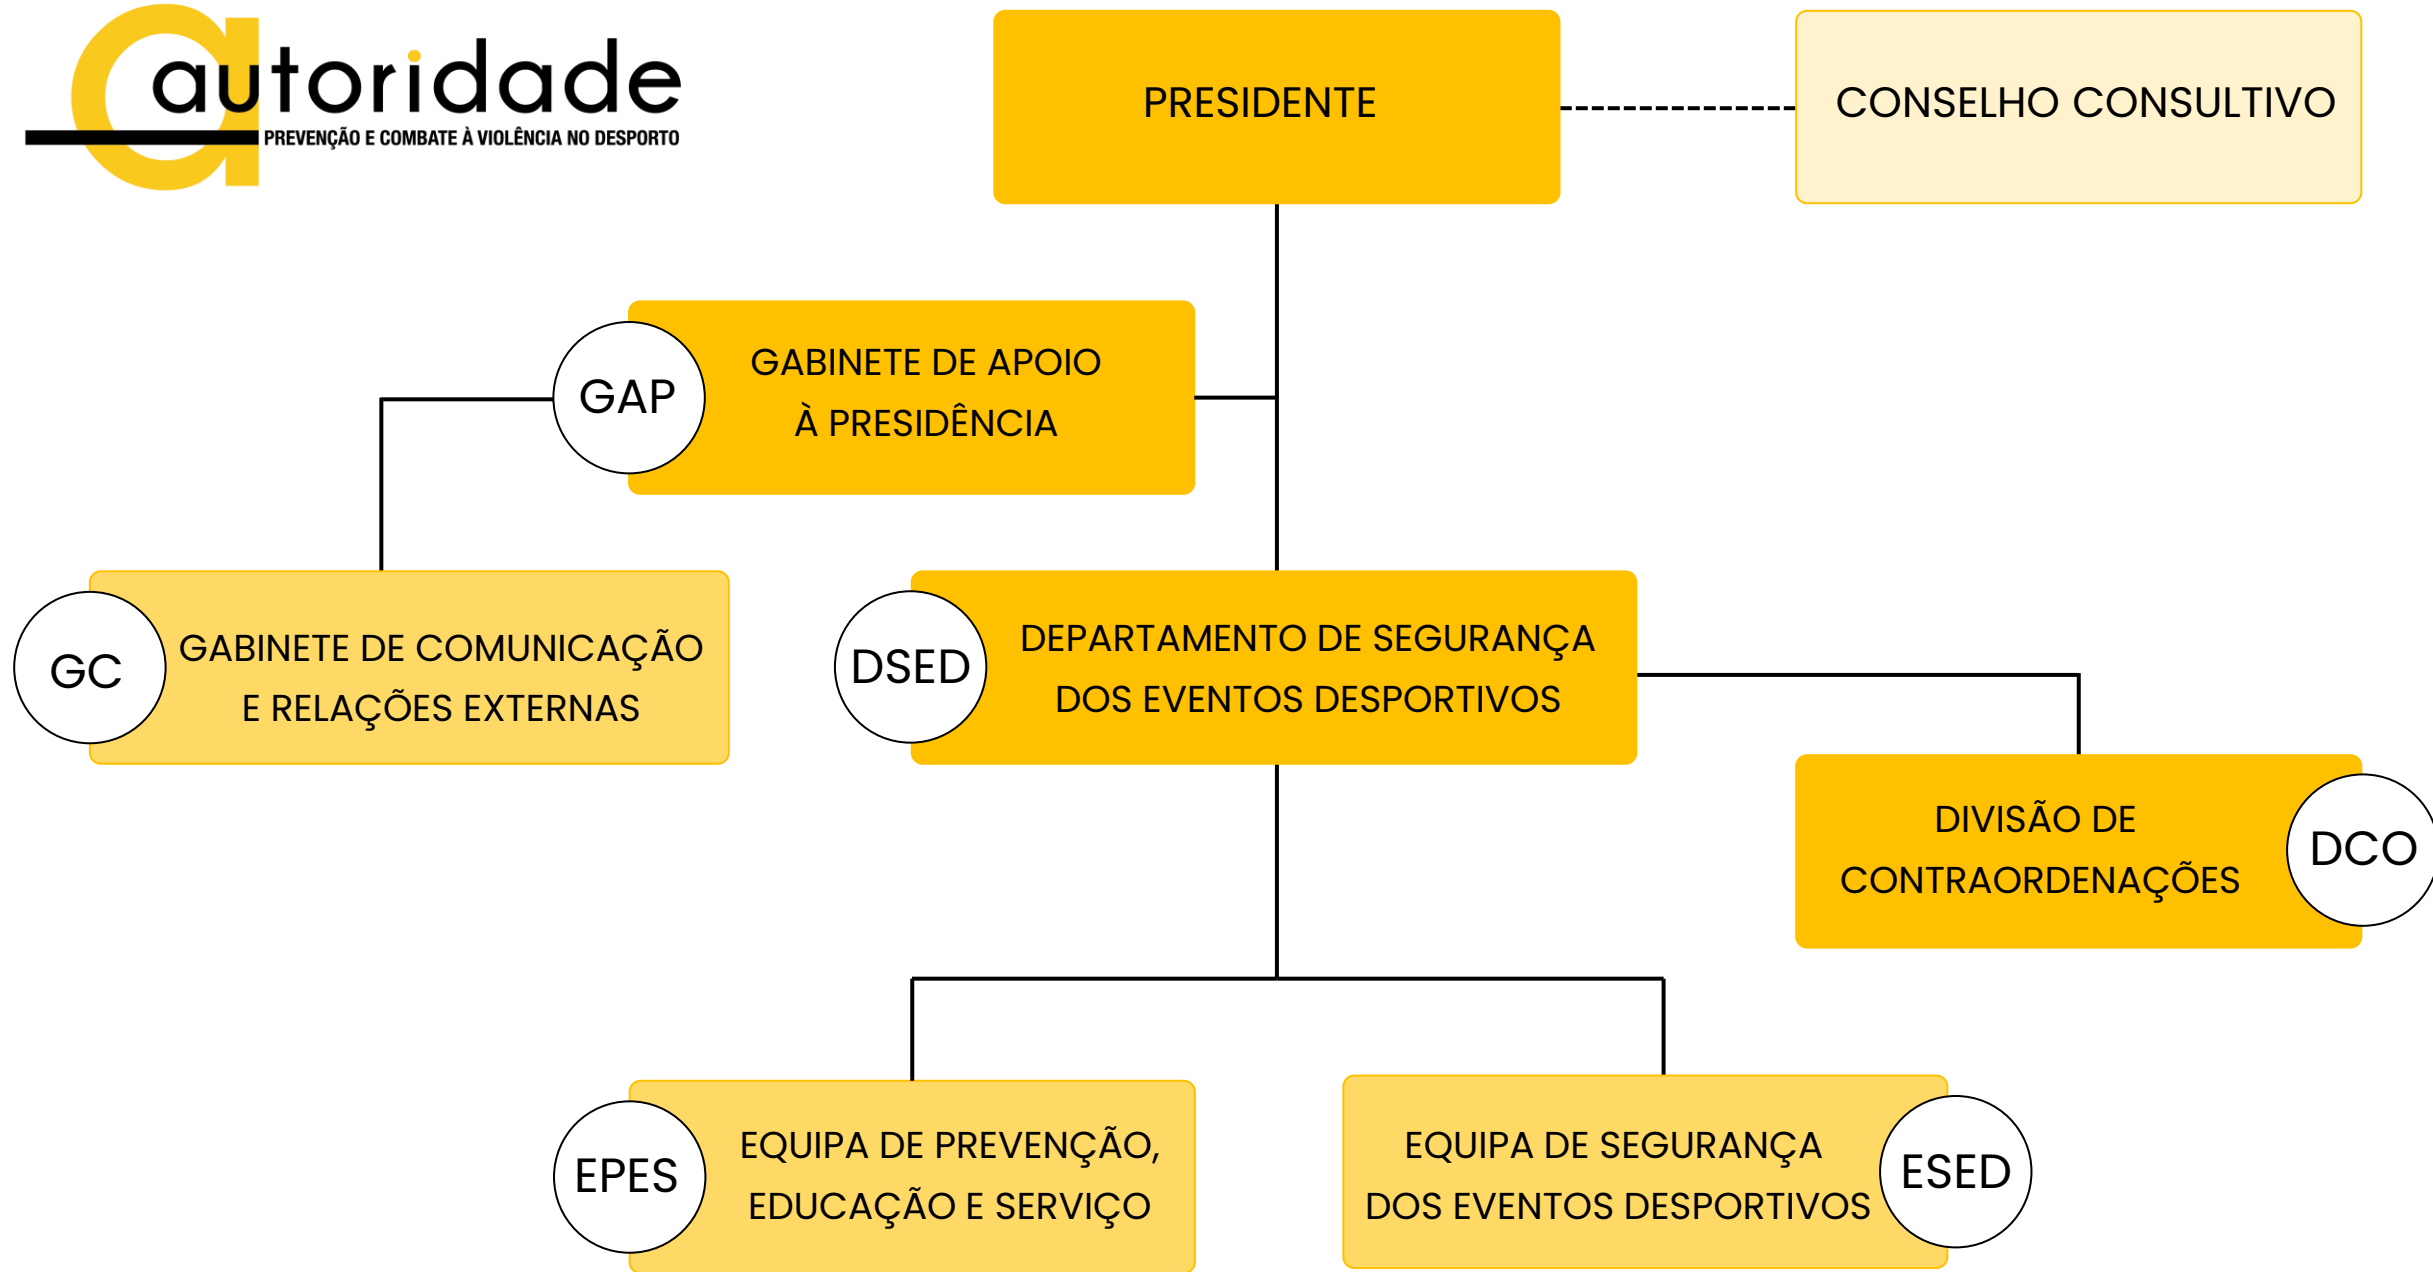 autoridade
PREVENÇÃO E COMBATE À VIOLÊNCIA NO DESPORTO
PRESIDENTE
CONSELHO CONSULTIVO
GAP
GABINETE DE APOIO
À PRESIDÊNCIA
GC
GABINETE DE COMUNICAÇÃO
E RELAÇÕES EXTERNAS
DSED
DEPARTAMENTO DE SEGURANÇA
DOS EVENTOS DESPORTIVOS
DIVISÃO DE
CONTRAORDENAÇÕES
DCO
EPES
EQUIPA DE PREVENÇÃO,
EDUCAÇÃO E SERVIÇO
EQUIPA DE SEGURANÇA
DOS EVENTOS DESPORTIVOS
ESED